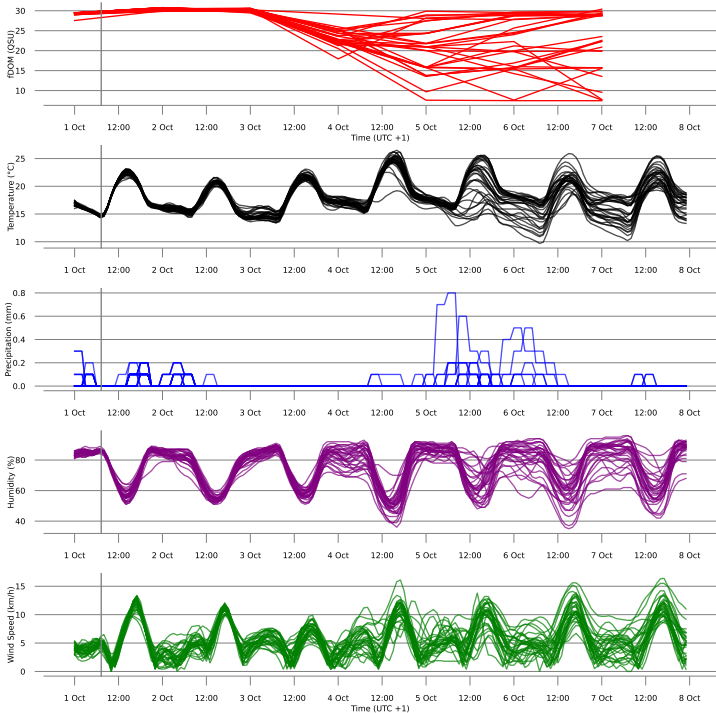 30
25
20
15
10
fDOM (QSU)
1 Oct 12:00 2 Oct 12:00 3 Oct 12:00 4 Oct 12:00 5 Oct 12:00 6 Oct 12:00 7 Oct 12:00 8 Oct
Time (UTC +1)
25
20
15
10
Temperature (°C)
1 Oct 12:00 2 Oct 12:00 3 Oct 12:00 4 Oct 12:00 5 Oct 12:00 6 Oct 12:00 7 Oct 12:00 8 Oct
0.8
0.6
0.4
0.2
0.0
Precipitation (mm)
1 Oct 12:00 2 Oct 12:00 3 Oct 12:00 4 Oct 12:00 5 Oct 12:00 6 Oct 12:00 7 Oct 12:00 8 Oct
80
60
40
Humidity (%)
1 Oct 12:00 2 Oct 12:00 3 Oct 12:00 4 Oct 12:00 5 Oct 12:00 6 Oct 12:00 7 Oct 12:00 8 Oct
15
10
5
0
Wind Speed (km/h)
1 Oct 12:00 2 Oct 12:00 3 Oct 12:00 4 Oct 12:00 5 Oct 12:00 6 Oct 12:00 7 Oct 12:00 8 Oct
Time (UTC +1)